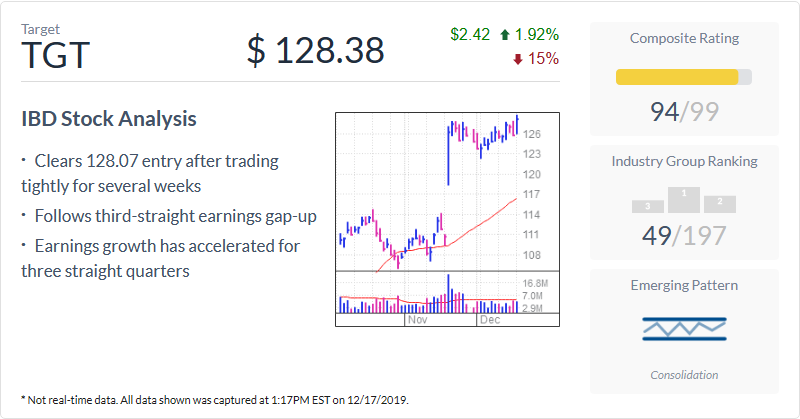 Target
TGT
$ 128.38
$2.42 1.92%
15%
IBD Stock Analysis
· Clears 128.07 entry after trading
tightly for several weeks
· Follows third-straight earnings gap-up
· Earnings growth has accelerated for
three straight quarters
126
123
120
117
114
111
108
16.8M
7.0M
2.9M
Nov
Dec
Composite Rating
94/99
Industry Group Ranking
3
1
2
49/197
Emerging Pattern
Consolidation
* Not real-time data. All data shown was captured at 1:17PM EST on 12/17/2019.